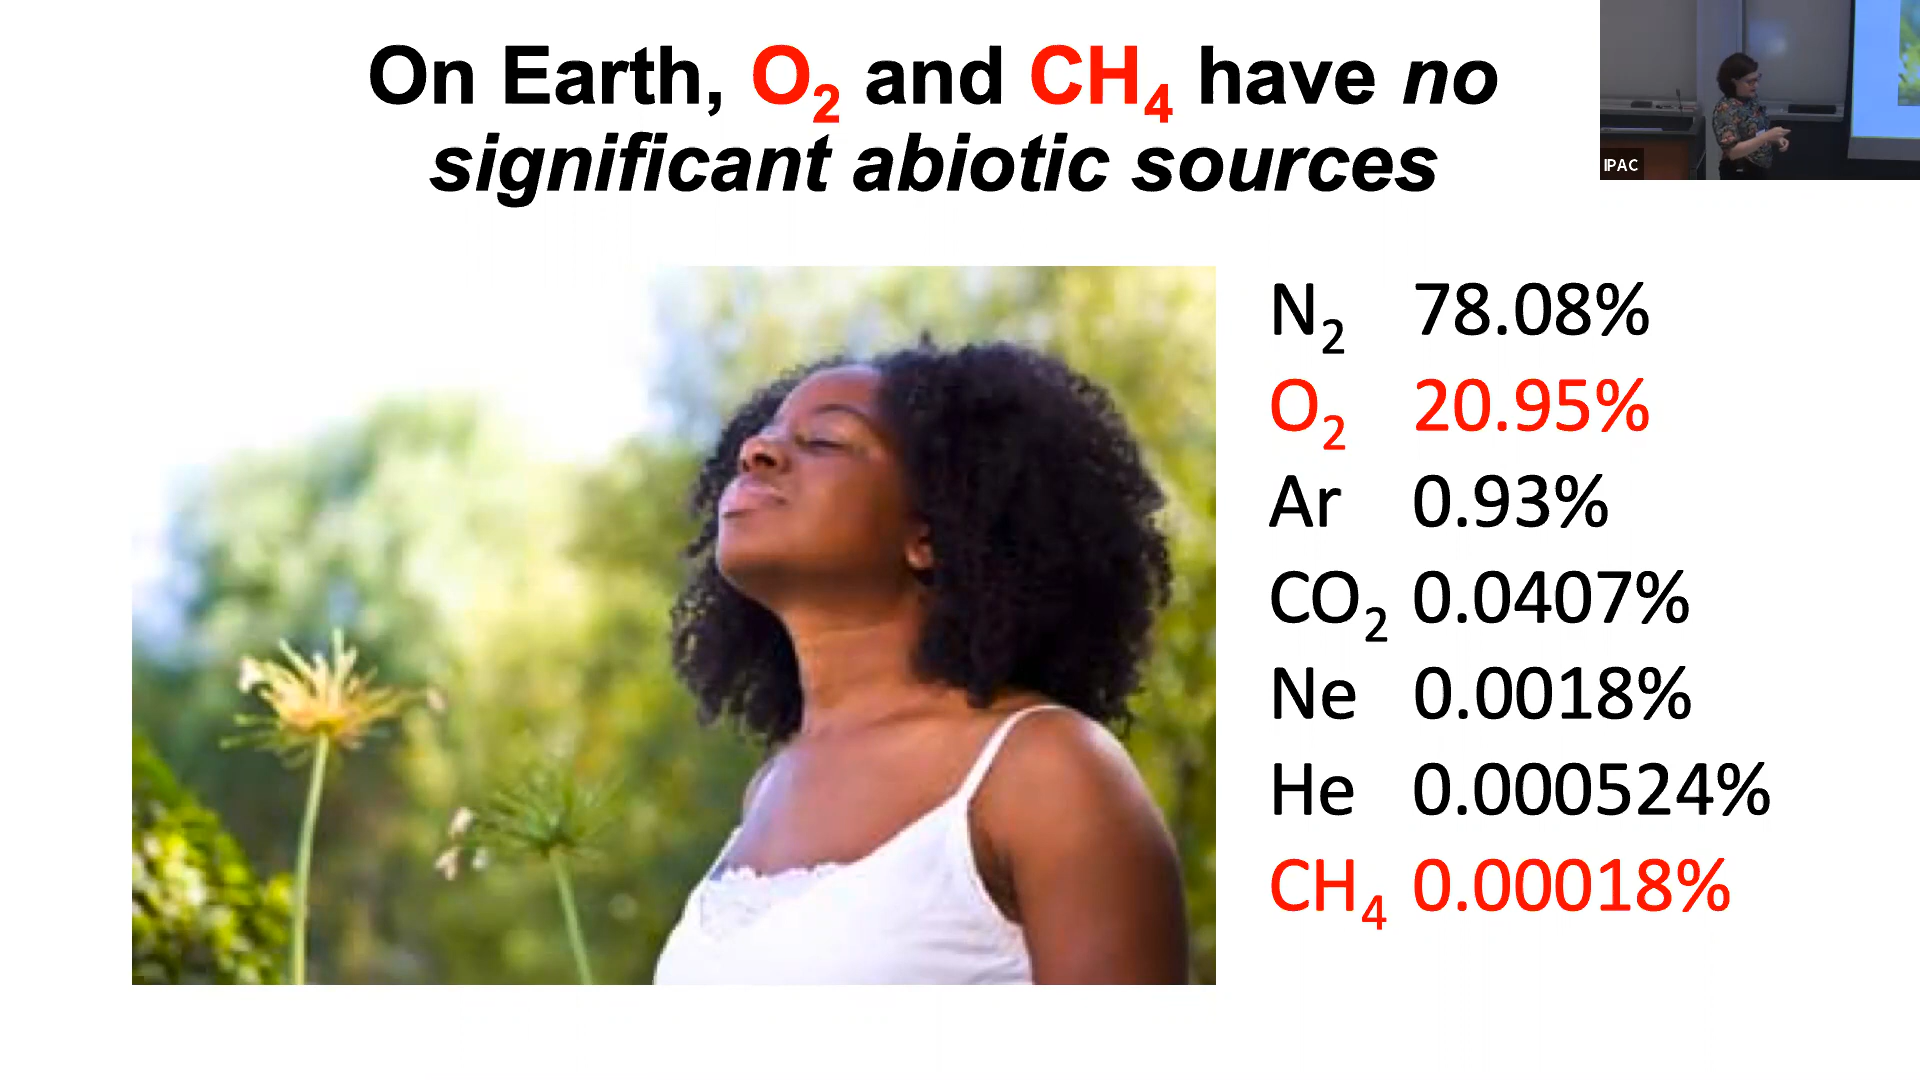 On Earth, O₂ and CH₄ have no
significant abiotic sources
IPAC
N₂ 78.08%
O₂ 20.95%
Ar 0.93%
CO₂ 0.0407%
Ne 0.0018%
He 0.000524%
CH₄ 0.00018%